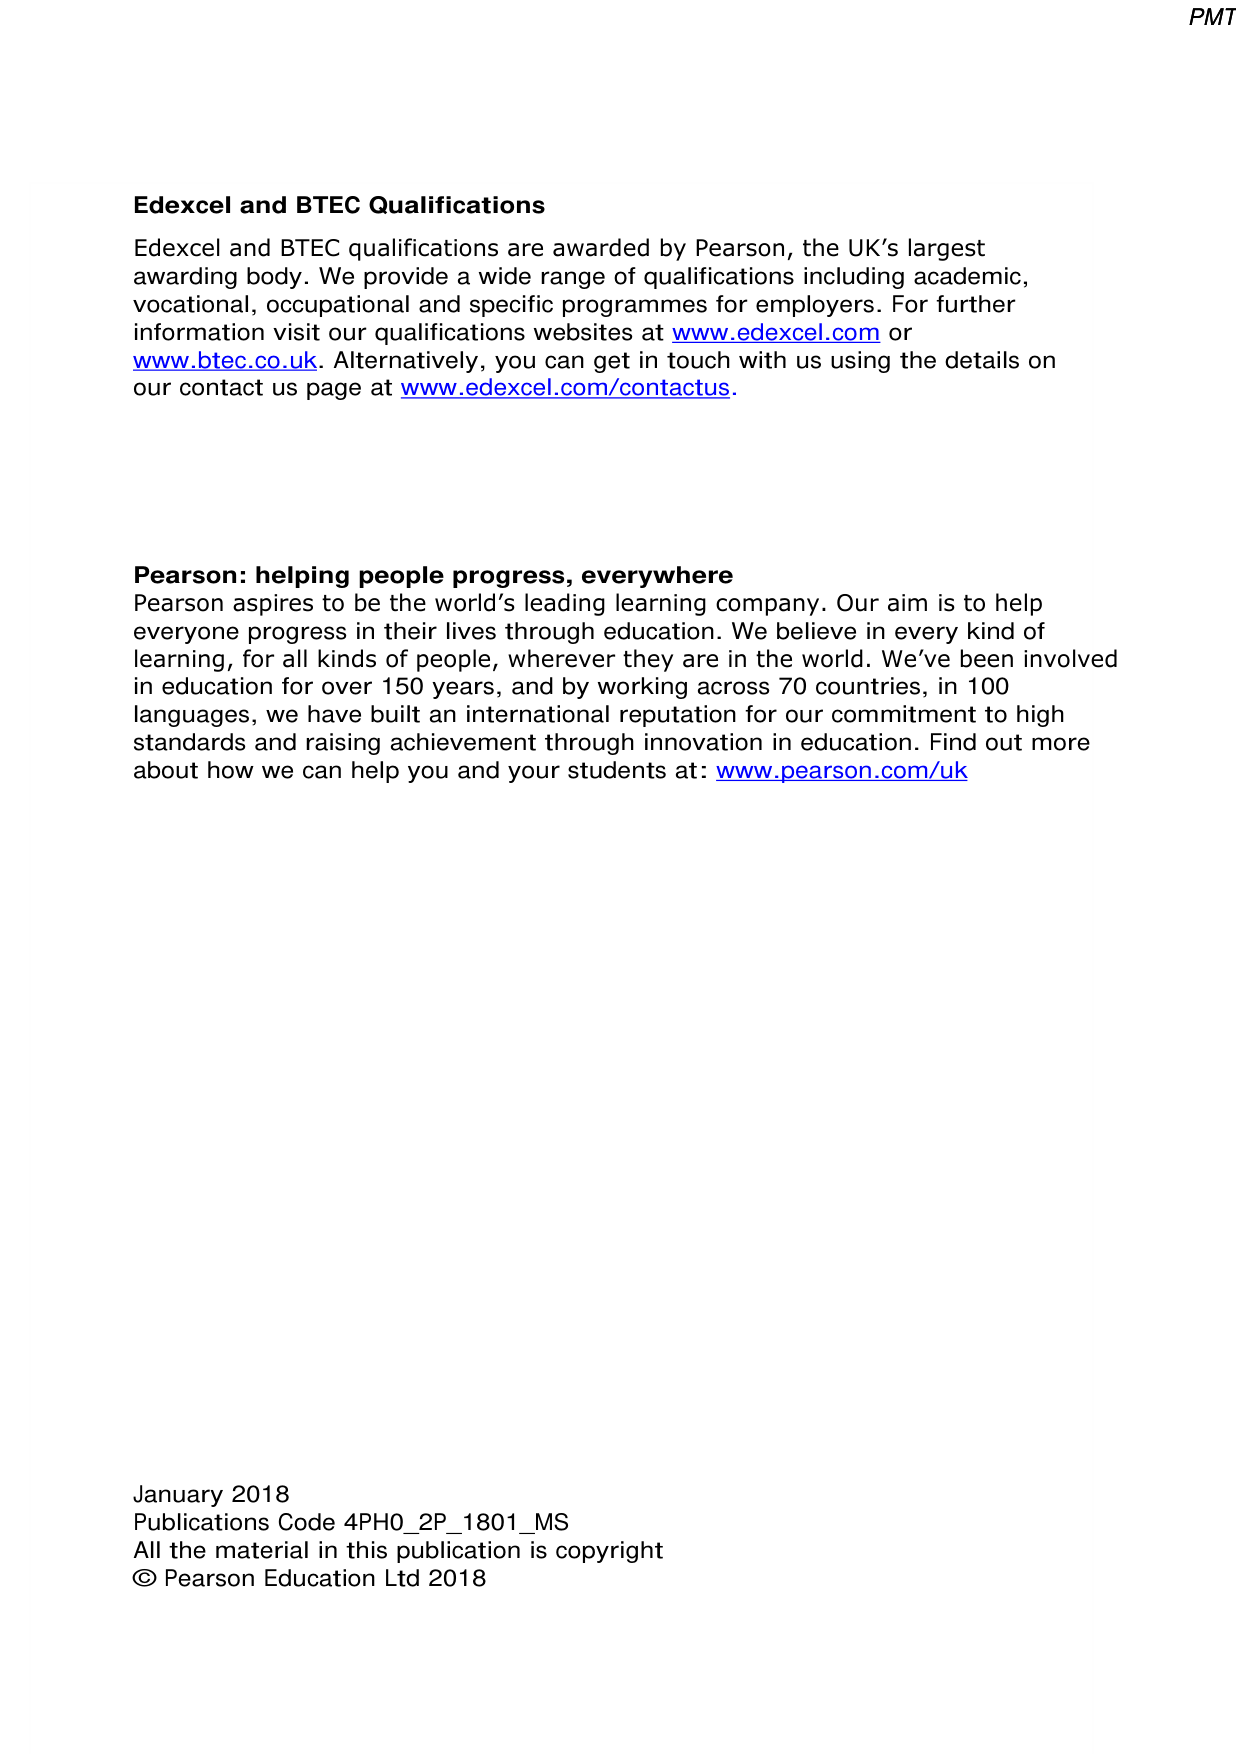 PMT
Edexcel and BTEC Qualifications
Edexcel and BTEC qualifications are awarded by Pearson, the UK’s largest
awarding body. We provide a wide range of qualifications including academic,
vocational, occupational and specific programmes for employers. For further
information visit our qualifications websites at www.edexcel.com or
www.btec.co.uk. Alternatively, you can get in touch with us using the details on
our contact us page at www.edexcel.com/contactus.
Pearson: helping people progress, everywhere
Pearson aspires to be the world’s leading learning company. Our aim is to help
everyone progress in their lives through education. We believe in every kind of
learning, for all kinds of people, wherever they are in the world. We’ve been involved
in education for over 150 years, and by working across 70 countries, in 100
languages, we have built an international reputation for our commitment to high
standards and raising achievement through innovation in education. Find out more
about how we can help you and your students at: www.pearson.com/uk
January 2018
Publications Code 4PH0_2P_1801_MS
All the material in this publication is copyright
© Pearson Education Ltd 2018